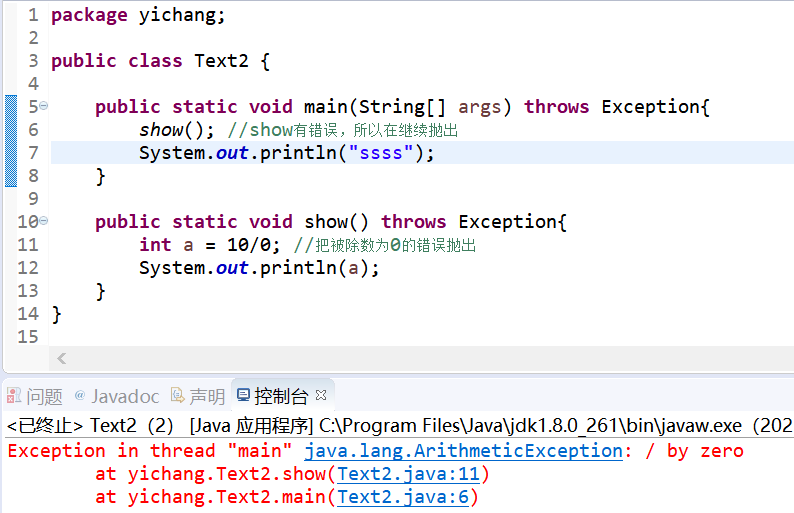 1 package yichang;
2
3 public class Text2 {
4
5 public static void main(String[] args) throws Exception{
6 show(); //show有错误，所以在继续抛出
7 System.out.println("ssss");
8 }
9
10 public static void show() throws Exception{
11 int a = 10/0; //把被除数为0的错误抛出
12 System.out.println(a);
13 }
14 }
15
问题 @ Javadoc 声明 控制台
<已终止> Text2（2） [Java 应用程序] C:\Program Files\Java\jdk1.8.0_261\bin\javaw.exe（202
Exception in thread "main" java.lang.ArithmeticException: / by zero
at yichang.Text2.show(Text2.java:11)
at yichang.Text2.main(Text2.java:6)